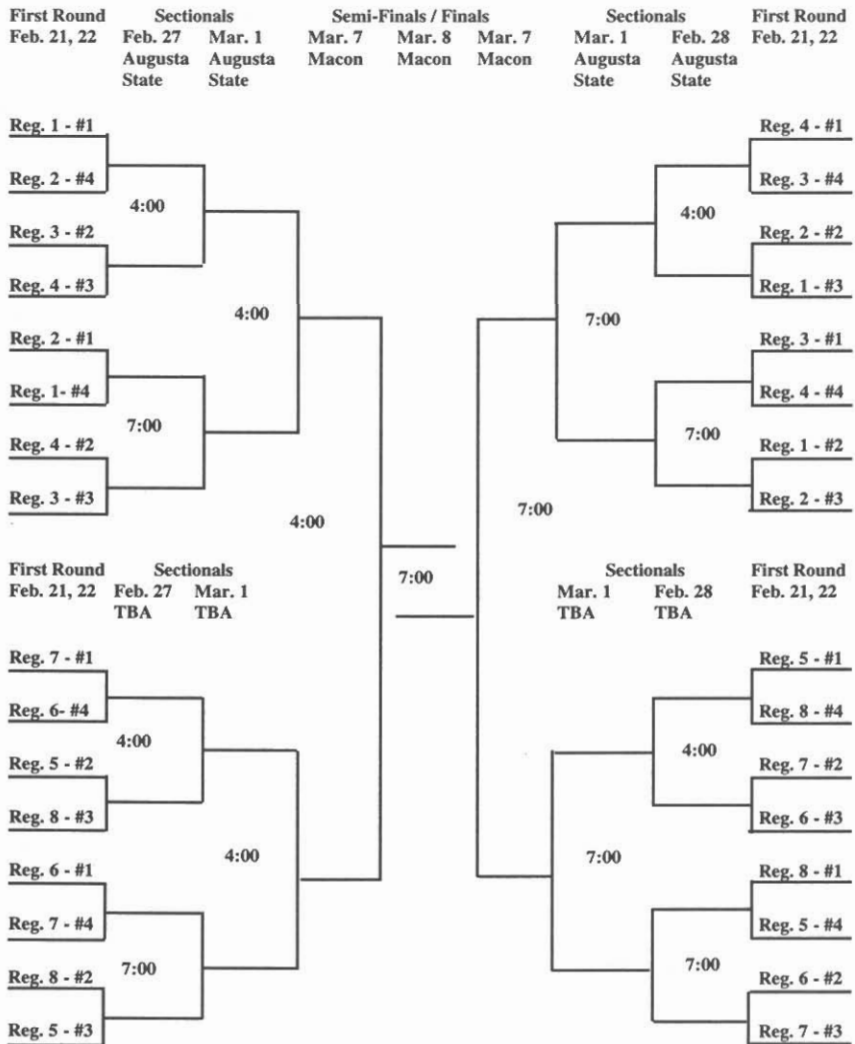 First Round Sectionals Semi-Finals / Finals Sectionals First Round
Feb. 21, 22 Feb. 27 Mar. 1 Mar. 7 Mar. 8 Mar. 7 Mar. 1 Feb. 28 Feb. 21, 22
Augusta Augusta Macon Macon Macon Augusta Augusta
State State State State
Reg. 1 - #1
Reg. 2 - #4
4:00
Reg. 3 - #2
Reg. 4 - #3
4:00
Reg. 2 - #1
Reg. 1- #4
7:00
Reg. 4 - #2
Reg. 3 - #3
4:00
Reg. 4 - #1
Reg. 3 - #4
4:00
Reg. 2 - #2
Reg. 1 - #3
7:00
Reg. 3 - #1
Reg. 4 - #4
7:00
Reg. 1 - #2
Reg. 2 - #3
7:00
7:00
First Round Sectionals
Feb. 21, 22 Feb. 27 Mar. 1
TBA TBA
Reg. 7 - #1
Reg. 6- #4
4:00
Reg. 5 - #2
Reg. 8 - #3
4:00
Reg. 6 - #1
Reg. 7 - #4
7:00
Reg. 8 - #2
Reg. 5 - #3
Sectionals First Round
Mar. 1 Feb. 28 Feb. 21, 22
TBA TBA
Reg. 5 - #1
Reg. 8 - #4
4:00
Reg. 7 - #2
Reg. 6 - #3
7:00
Reg. 8 - #1
Reg. 5 - #4
7:00
Reg. 6 - #2
Reg. 7 - #3